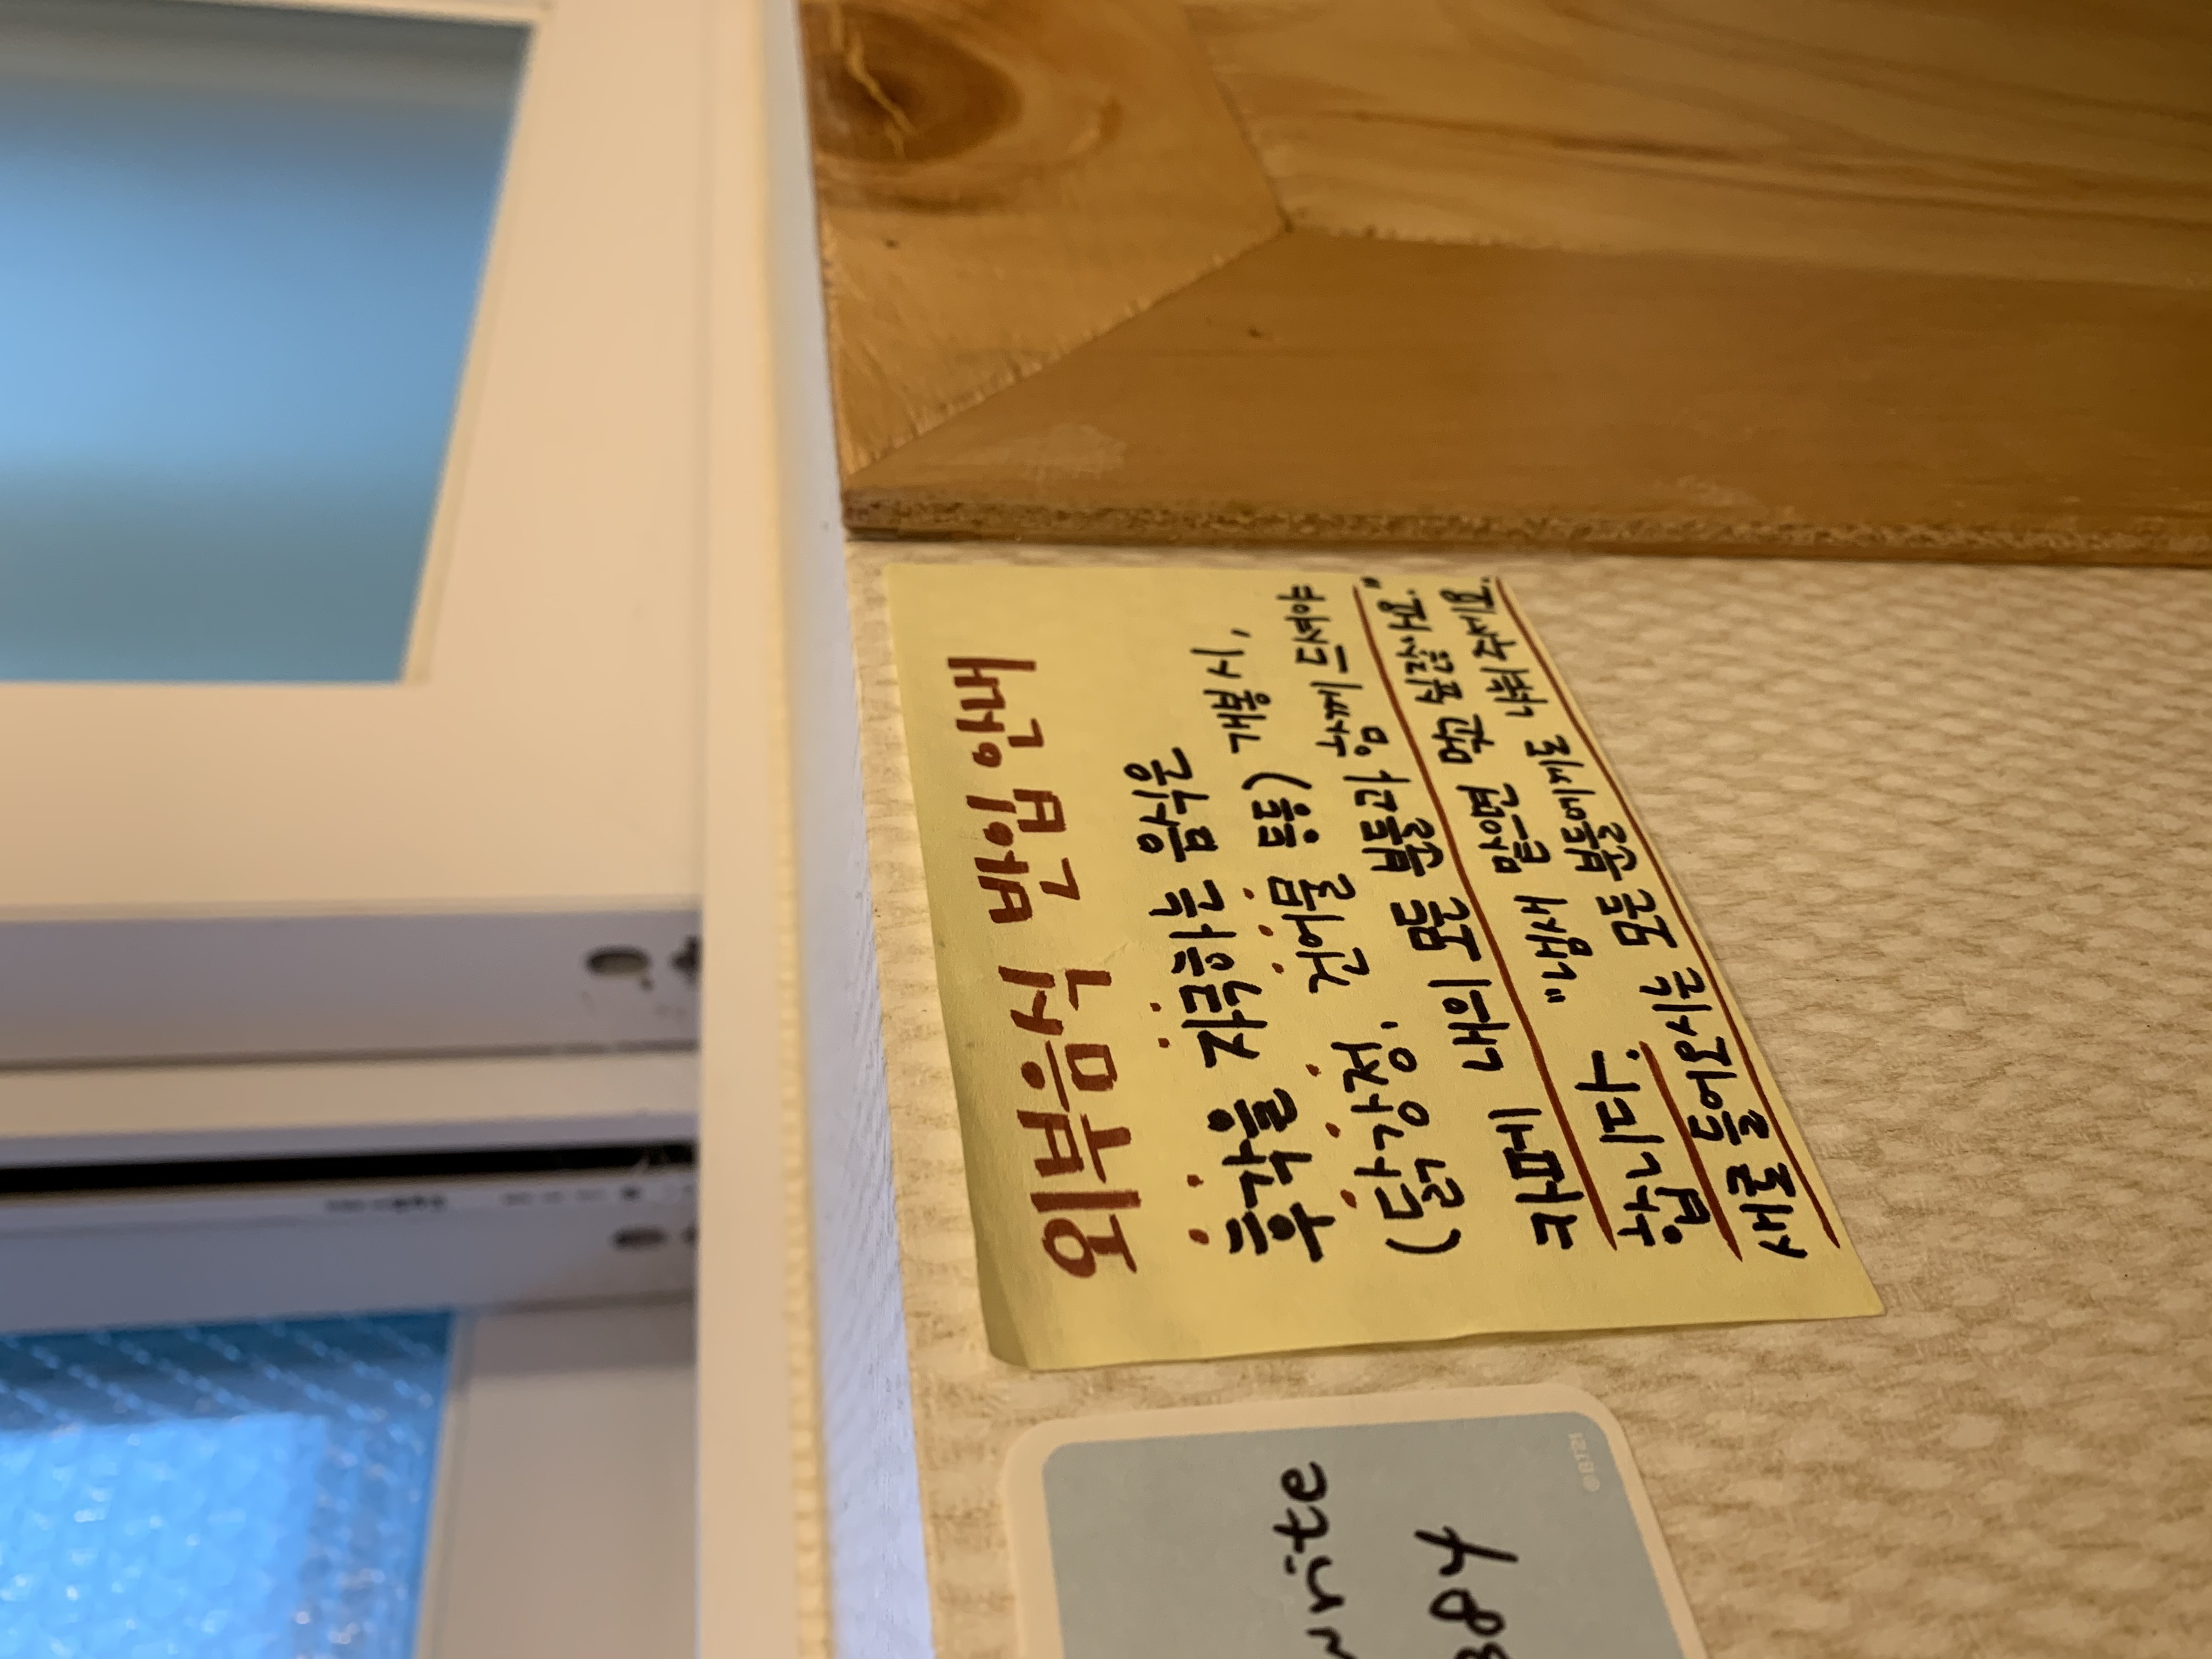 외부음식 반입 안내
후각을 자극하는 음식은
(닭강정, 건어물 등등) 개봉 시,
카페 내의 모든 분들과 함께 드셔야
합니다. "냄새 맡으면 먹고 싶잖아요."
새로 들어오시는 모든 분들에게도 나눠 주세요.
write
384
@BT21